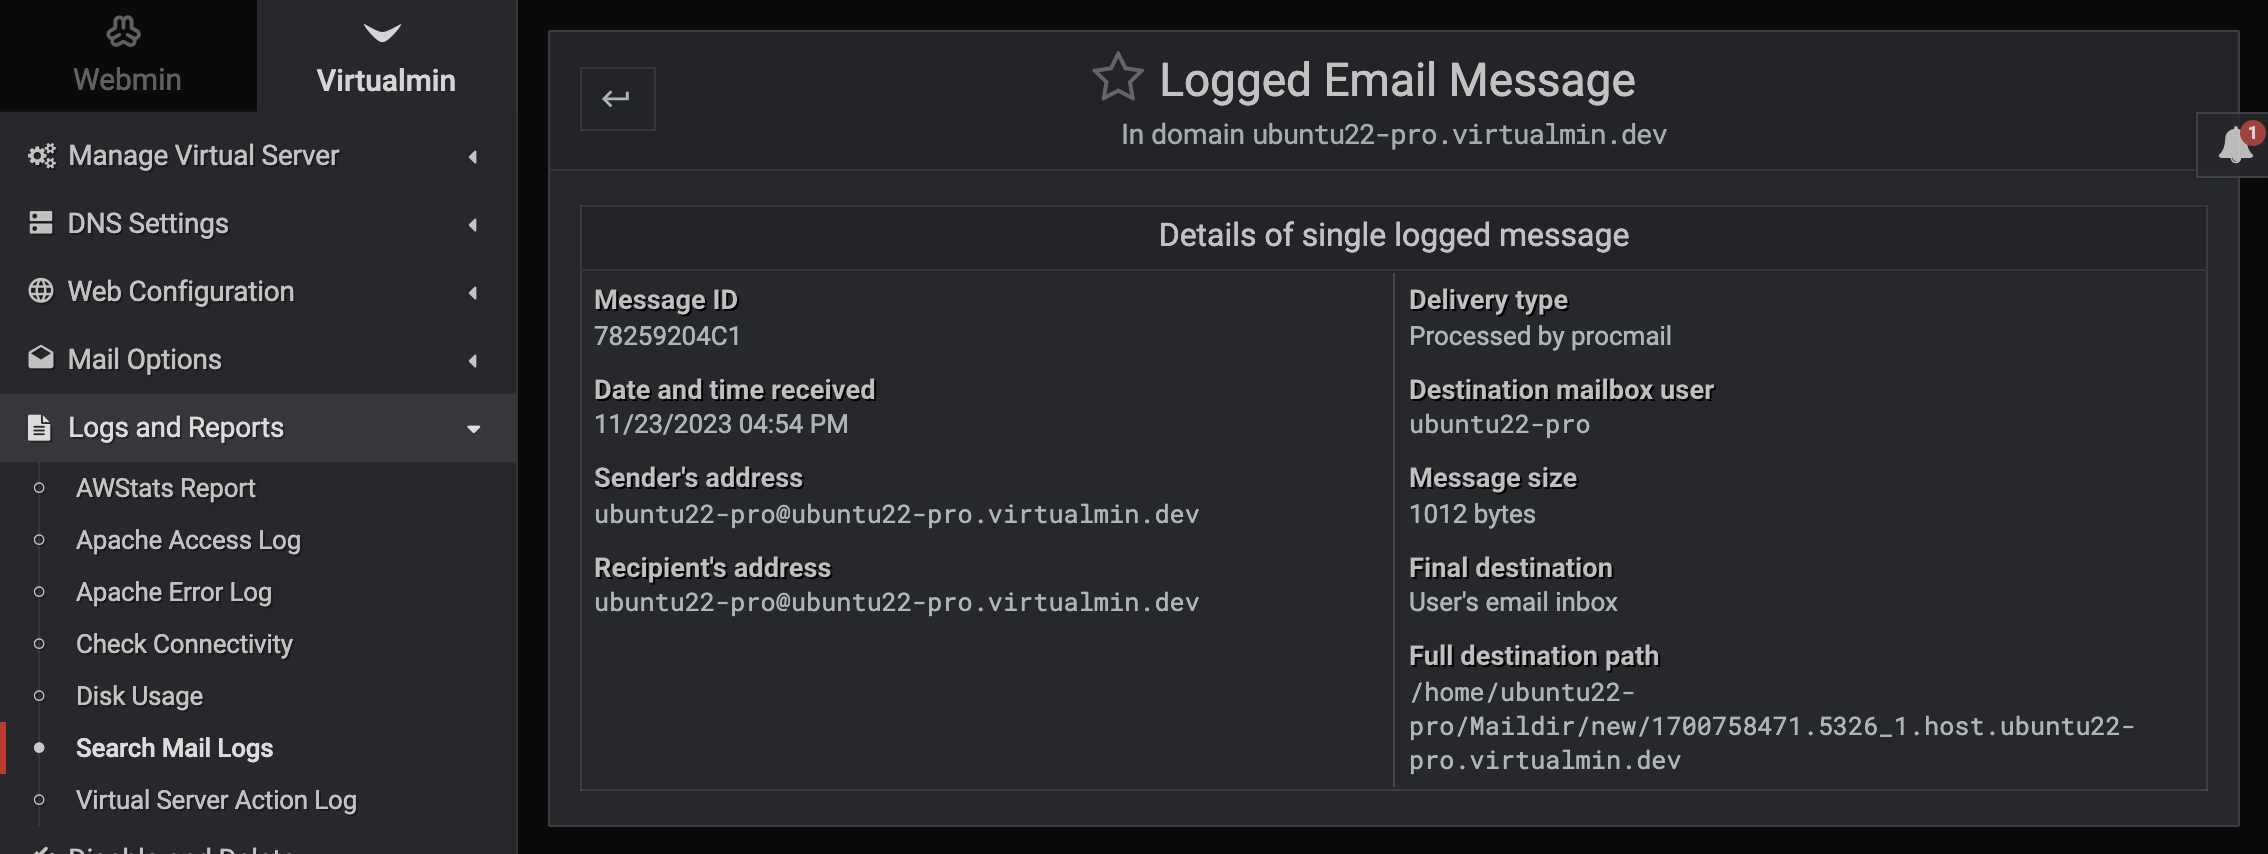 Webmin
Virtualmin
Manage Virtual Server
DNS Settings
Web Configuration
Mail Options
Logs and Reports
AWStats Report
Apache Access Log
Apache Error Log
Check Connectivity
Disk Usage
Search Mail Logs
Virtual Server Action Log
Disable and Delete
Logged Email Message
In domain ubuntu22-pro.virtualmin.dev
1
Details of single logged message
Message ID
78259204C1
Date and time received
11/23/2023 04:54 PM
Sender's address
ubuntu22-pro@ubuntu22-pro.virtualmin.dev
Recipient's address
ubuntu22-pro@ubuntu22-pro.virtualmin.dev
Delivery type
Processed by procmail
Destination mailbox user
ubuntu22-pro
Message size
1012 bytes
Final destination
User's email inbox
Full destination path
/home/ubuntu22-
pro/Maildir/new/1700758471.5326_1.host.ubuntu22-
pro.virtualmin.dev